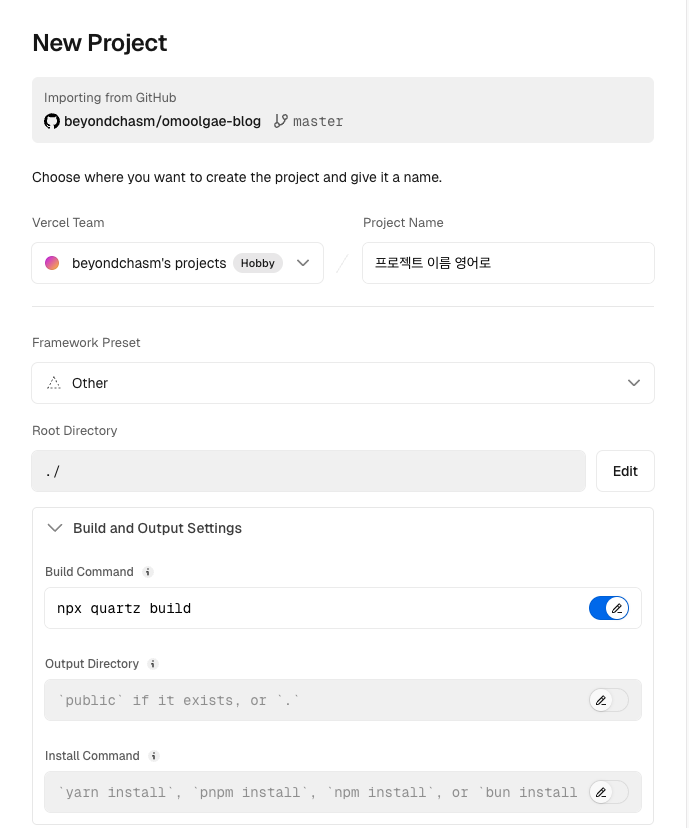 New Project
Importing from GitHub
beyondchasm/omoolgae-blog master
Choose where you want to create the project and give it a name.
Vercel Team Project Name
beyondchasm's projects Hobby 프로젝트 이름 영어로
Framework Preset
Other
Root Directory
./ Edit
Build and Output Settings
Build Command
npx quartz build
Output Directory
`public` if it exists, or `.`
Install Command
`yarn install`, `pnpm install`, `npm install`, or `bun install